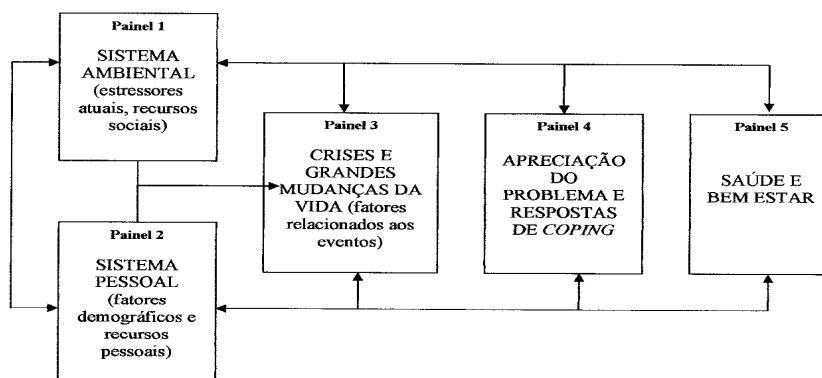 Painel 1
SISTEMA
AMBIENTAL
(estressores
atuais, recursos
sociais)
Painel 2
SISTEMA
PESSOAL
(fatores
demográficos e
recursos
pessoais)
Painel 3
CRISES E
GRANDES
MUDANÇAS DA
VIDA (fatores
relacionados aos
eventos)
Painel 4
APRECIAÇÃO
DO
PROBLEMA E
RESPOSTAS
DE COPING
Painel 5
SAÚDE E
BEM ESTAR